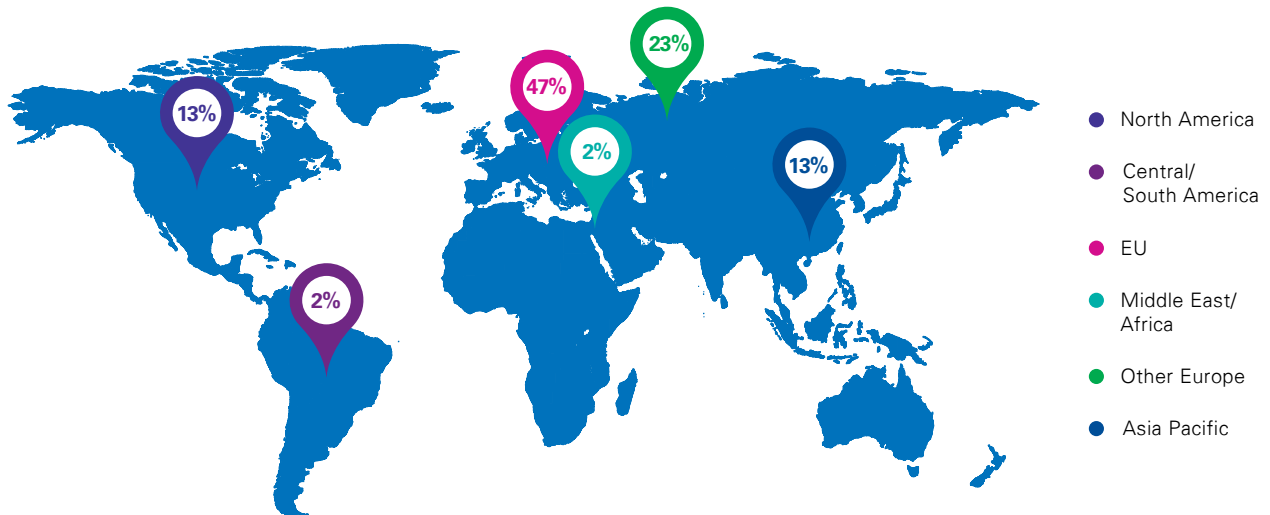 23%
47%
13%
2%
13%
2%
North America
Central/
South America
EU
Middle East/
Africa
Other Europe
Asia Pacific